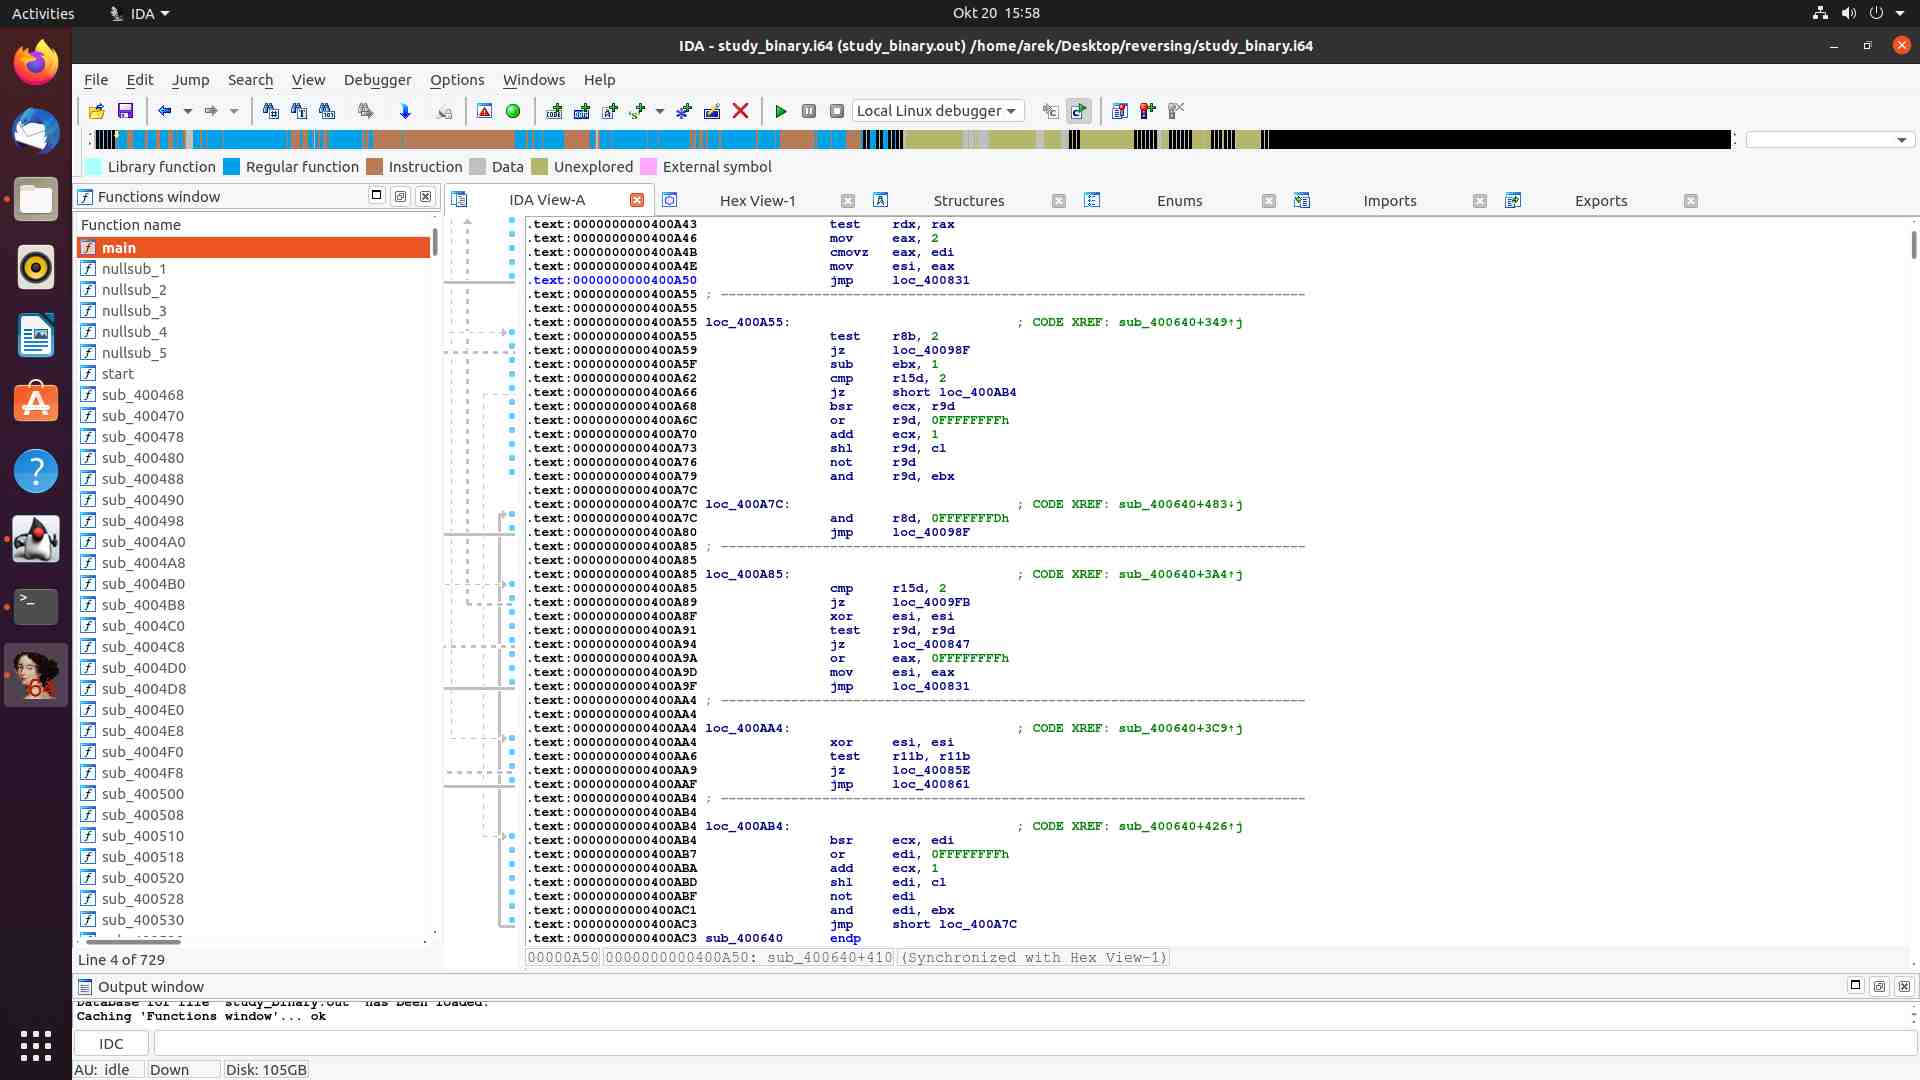 Activities
IDA
Okt 20 15:58
IDA - study_binary.i64 (study_binary.out) /home/arek/Desktop/reversing/study_binary.i64
File Edit Jump Search View Debugger Options Windows Help
Local Linux debugger
Library function Regular function Instruction Data Unexplored External symbol
Functions window
IDA View-A
Hex View-1
Structures
Enums
Imports
Exports
Function name
main
nullsub_1
nullsub_2
nullsub_3
nullsub_4
nullsub_5
start
sub_400468
sub_400470
sub_400478
sub_400480
sub_400488
sub_400490
sub_400498
sub_4004A0
sub_4004A8
sub_4004B0
sub_4004B8
sub_4004C0
sub_4004C8
sub_4004D0
sub_4004D8
sub_4004E0
sub_4004E8
sub_4004F0
sub_4004F8
sub_400500
sub_400508
sub_400510
sub_400518
sub_400520
sub_400528
sub_400530
Line 4 of 729
.text:0000000000400A43 test rdx, rax
.text:0000000000400A46 mov eax, 2
.text:0000000000400A4B cmovz eax, edi
.text:0000000000400A4E mov esi, eax
.text:0000000000400A50 jmp loc_400831
.text:0000000000400A55 ; ---------------------------------------------------------------------------
.text:0000000000400A55
.text:0000000000400A55 loc_400A55: ; CODE XREF: sub_400640+349↑j
.text:0000000000400A55 test r8b, 2
.text:0000000000400A59 jz loc_40098F
.text:0000000000400A5F sub ebx, 1
.text:0000000000400A62 cmp r15d, 2
.text:0000000000400A66 jz short loc_400AB4
.text:0000000000400A68 bsr ecx, r9d
.text:0000000000400A6C or r9d, 0FFFFFFFFh
.text:0000000000400A70 add ecx, 1
.text:0000000000400A73 shl r9d, cl
.text:0000000000400A76 not r9d
.text:0000000000400A79 and r9d, ebx
.text:0000000000400A7C
.text:0000000000400A7C loc_400A7C: ; CODE XREF: sub_400640+483↓j
.text:0000000000400A7C and r8d, 0FFFFFFFDh
.text:0000000000400A80 jmp loc_40098F
.text:0000000000400A85 ; ---------------------------------------------------------------------------
.text:0000000000400A85
.text:0000000000400A85 loc_400A85: ; CODE XREF: sub_400640+3A4↑j
.text:0000000000400A85 cmp r15d, 2
.text:0000000000400A89 jz loc_4009FB
.text:0000000000400A8F xor esi, esi
.text:0000000000400A91 test r9d, r9d
.text:0000000000400A94 jz loc_400847
.text:0000000000400A9A or eax, 0FFFFFFFFh
.text:0000000000400A9D mov esi, eax
.text:0000000000400A9F jmp loc_400831
.text:0000000000400AA4 ; ---------------------------------------------------------------------------
.text:0000000000400AA4
.text:0000000000400AA4 loc_400AA4: ; CODE XREF: sub_400640+3C9↑j
.text:0000000000400AA4 xor esi, esi
.text:0000000000400AA6 test r11b, r11b
.text:0000000000400AA9 jz loc_40085E
.text:0000000000400AAF jmp loc_400861
.text:0000000000400AB4 ; ---------------------------------------------------------------------------
.text:0000000000400AB4
.text:0000000000400AB4 loc_400AB4: ; CODE XREF: sub_400640+426↑j
.text:0000000000400AB4 bsr ecx, edi
.text:0000000000400AB7 or edi, 0FFFFFFFFh
.text:0000000000400ABA add ecx, 1
.text:0000000000400ABD shl edi, cl
.text:0000000000400ABF not edi
.text:0000000000400AC1 and edi, ebx
.text:0000000000400AC3 jmp short loc_400A7C
.text:0000000000400AC3 sub_400640 endp
00000A50 0000000000400A50: sub_400640+410 (Synchronized with Hex View-1)
Output window
Database for file 'study_binary.out' has been loaded.
Caching 'Functions window'... ok
IDC
AU: idle
Down
Disk: 105GB
64